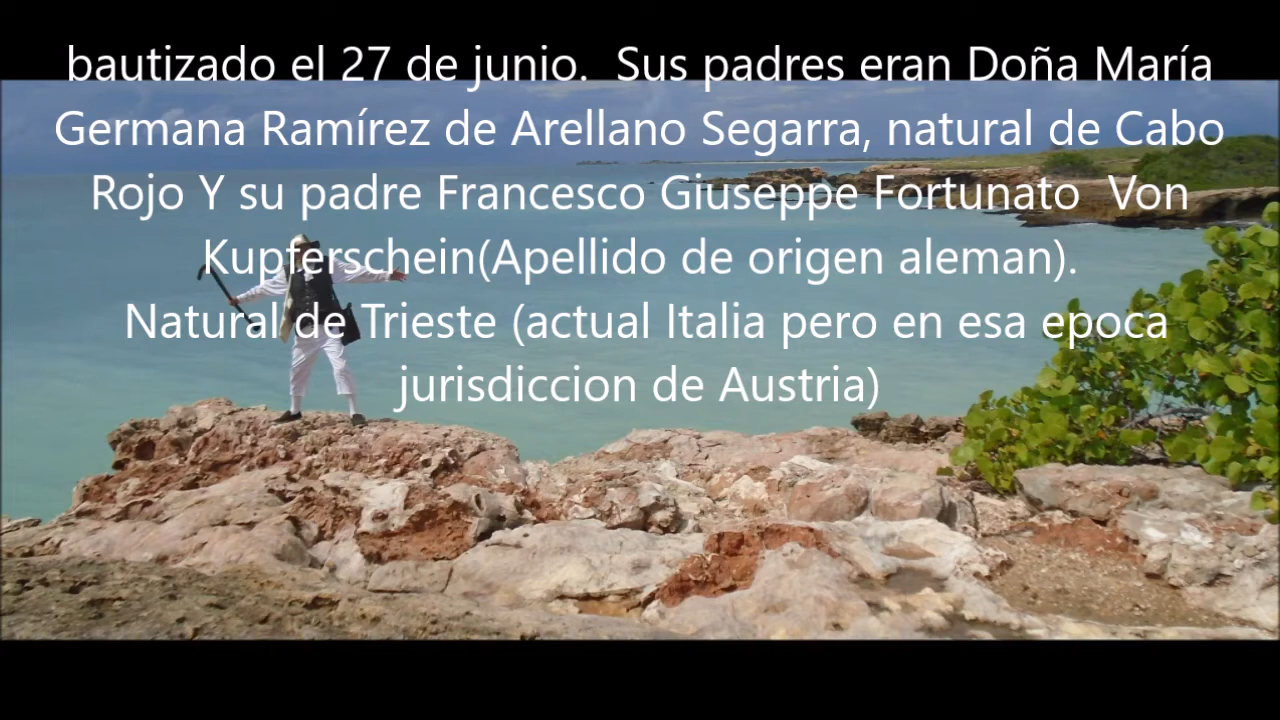 bautizado el 27 de junio.  Sus padres eran Doña María
Germana Ramírez de Arellano Segarra, natural de Cabo
Rojo Y su padre Francesco Giuseppe Fortunato  Von
Kupferschein(Apellido de origen aleman).
Natural de Trieste (actual Italia pero en esa epoca
jurisdiccion de Austria)